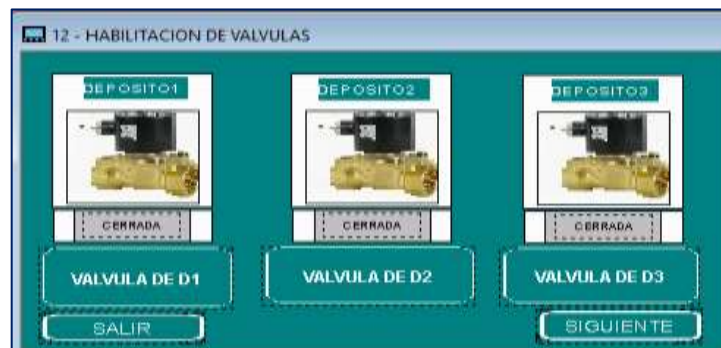 12 - HABILITACION DE VALVULAS
DEPOSITO1
DEPOSITO2
DEPOSITO3
CERRADA
CERRADA
CERRADA
VALVULA DE D1
VALVULA DE D2
VALVULA DE D3
SALIR
SIGUIENTE